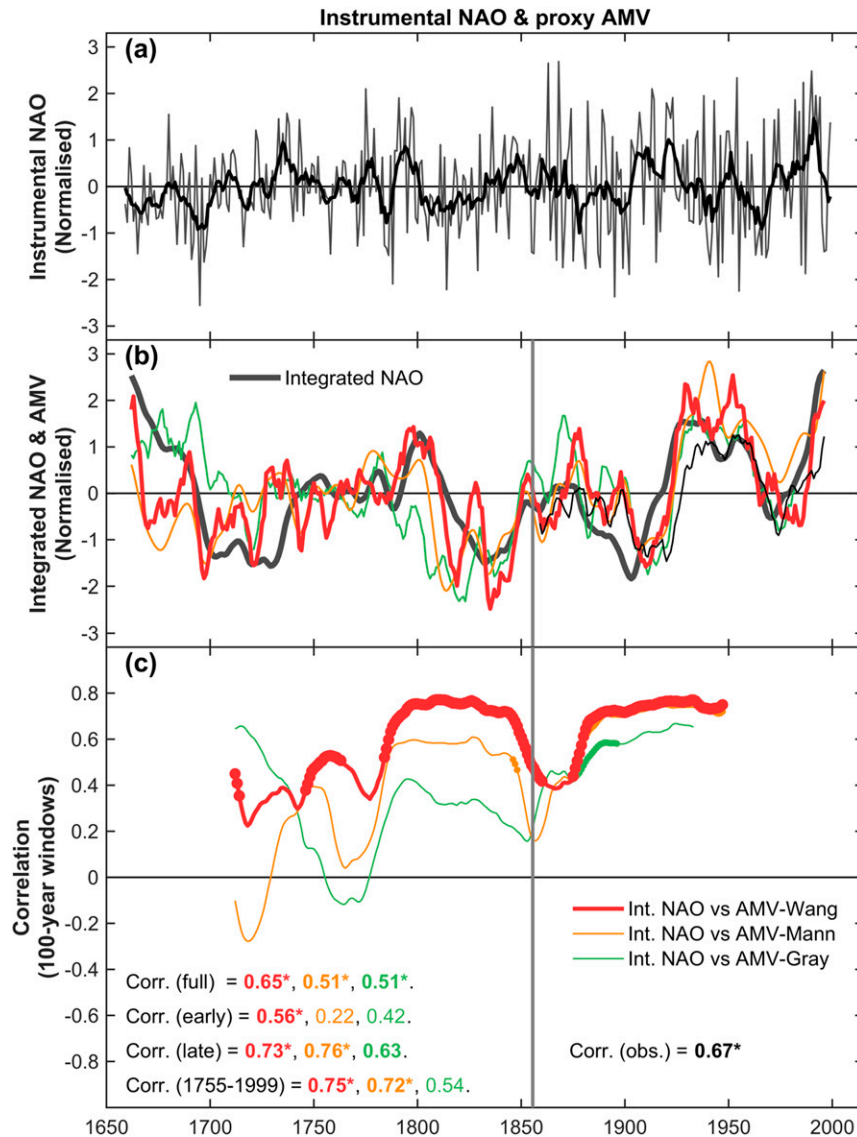 Instrumental NAO & proxy AMV
(a)
Instrumental NAO
(Normalised)
3
2
1
0
-1
-2
-3
(b)
Integrated NAO
Integrated NAO & AMV
(Normalised)
3
2
1
0
-1
-2
-3
(c)
Correlation
(100-year windows)
0.8
0.6
0.4
0.2
0
-0.2
-0.4
-0.6
-0.8
Int. NAO vs AMV-Wang
Int. NAO vs AMV-Mann
Int. NAO vs AMV-Gray
Corr. (full) = 0.65*, 0.51*, 0.51*.
Corr. (early) = 0.56*, 0.22, 0.42.
Corr. (late) = 0.73*, 0.76*, 0.63.
Corr. (obs.) = 0.67*
Corr. (1755-1999) = 0.75*, 0.72*, 0.54.
1650 1700 1750 1800 1850 1900 1950 2000